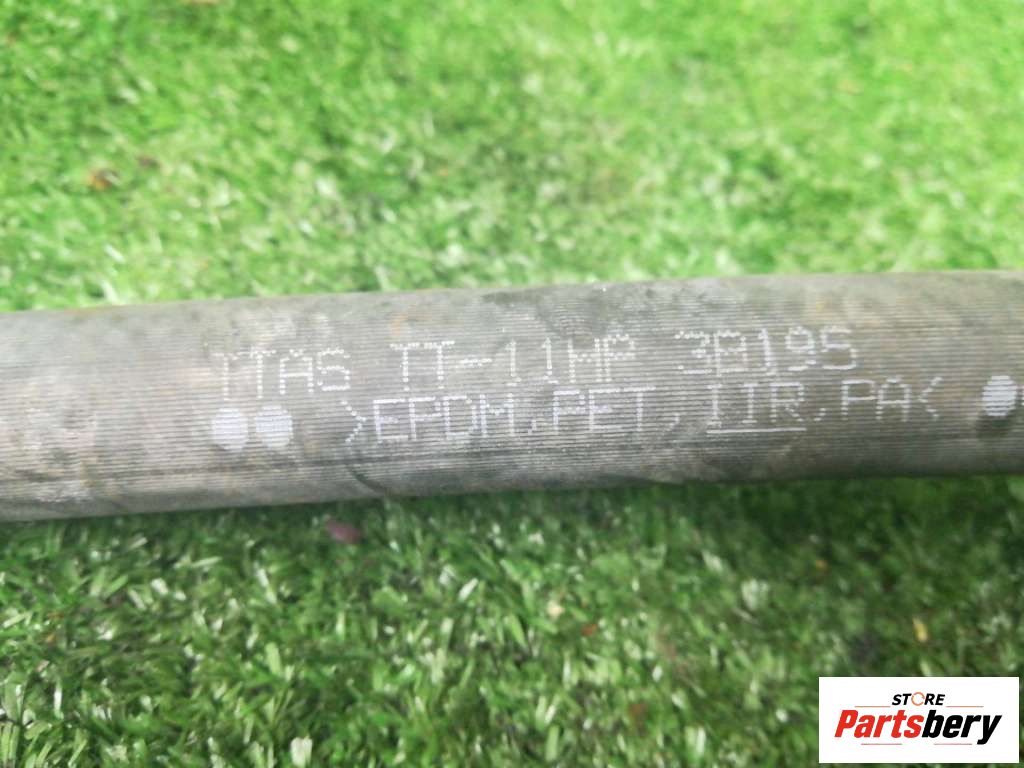 TTAS TT-11HP 3B195
●● >EPDM,PET,IIR,PA< ●
STORE
Partsbery